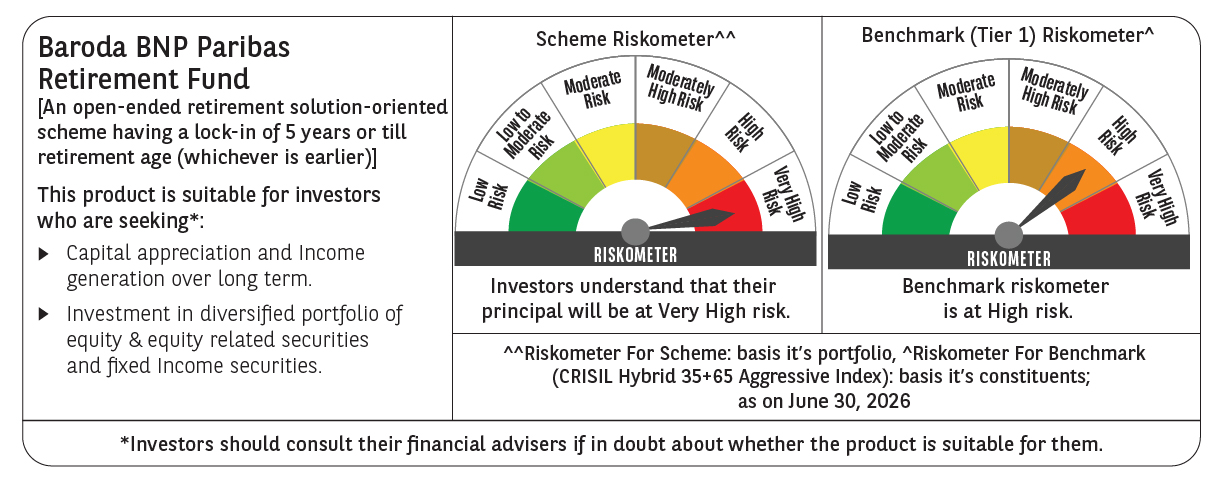 Baroda BNP Paribas
Retirement Fund
[An open-ended retirement solution-oriented
scheme having a lock-in of 5 years or till
retirement age (whichever is earlier)]
This product is suitable for investors
who are seeking*:
Capital appreciation and Income
generation over long term.
Investment in diversified portfolio of
equity & equity related securities
and fixed Income securities.
Scheme Riskometer^^
Low
Risk
Low to
Moderate
Risk
Moderate
Risk
Moderately
High Risk
High
Risk
Very High
Risk
RISKOMETER
Investors understand that their
principal will be at Very High risk.
Benchmark (Tier 1) Riskometer^
Low
Risk
Low to
Moderate
Risk
Moderate
Risk
Moderately
High Risk
High
Risk
Very High
Risk
RISKOMETER
Benchmark riskometer
is at High risk.
^^Riskometer For Scheme: basis it's portfolio, ^Riskometer For Benchmark
(CRISIL Hybrid 35+65 Aggressive Index): basis it's constituents;
as on June 30, 2026
*Investors should consult their financial advisers if in doubt about whether the product is suitable for them.